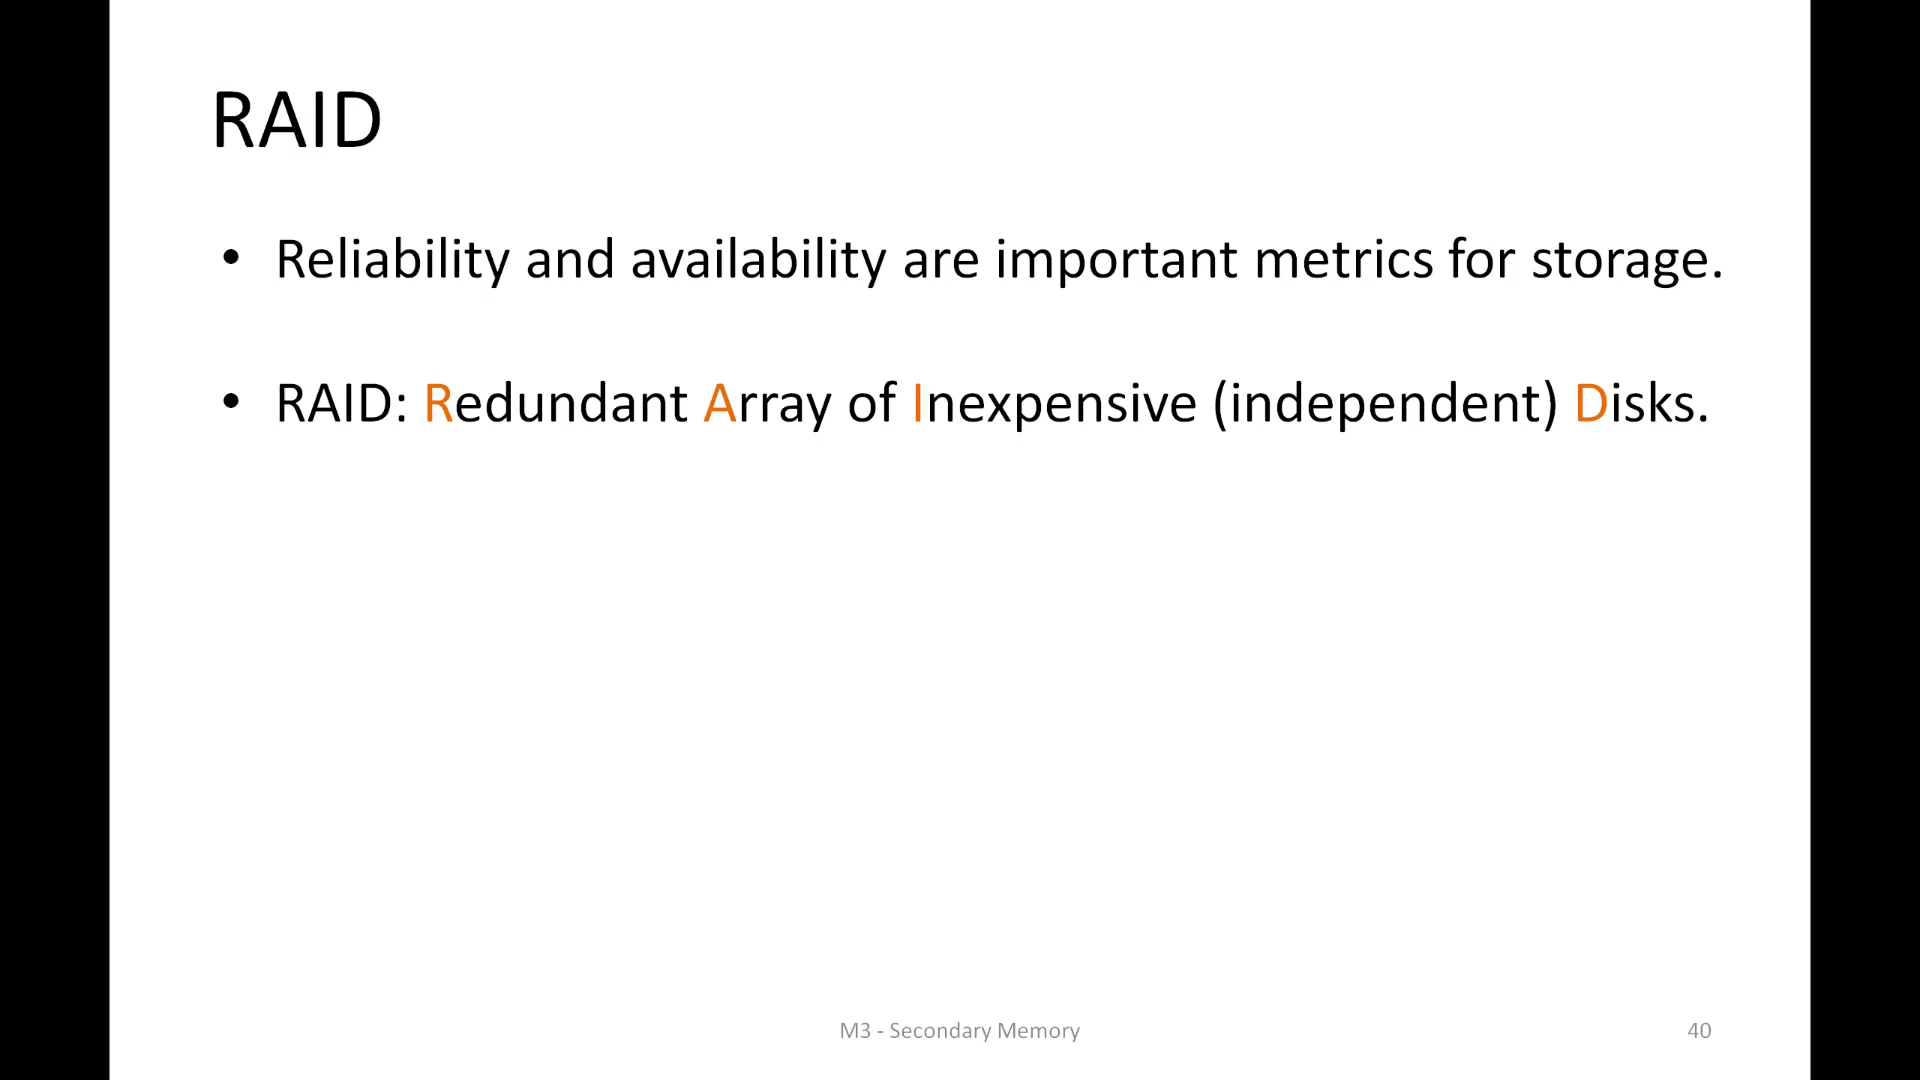 RAID
• Reliability and availability are important metrics for storage.
• RAID: Redundant Array of Inexpensive (independent) Disks.
M3 - Secondary Memory
40